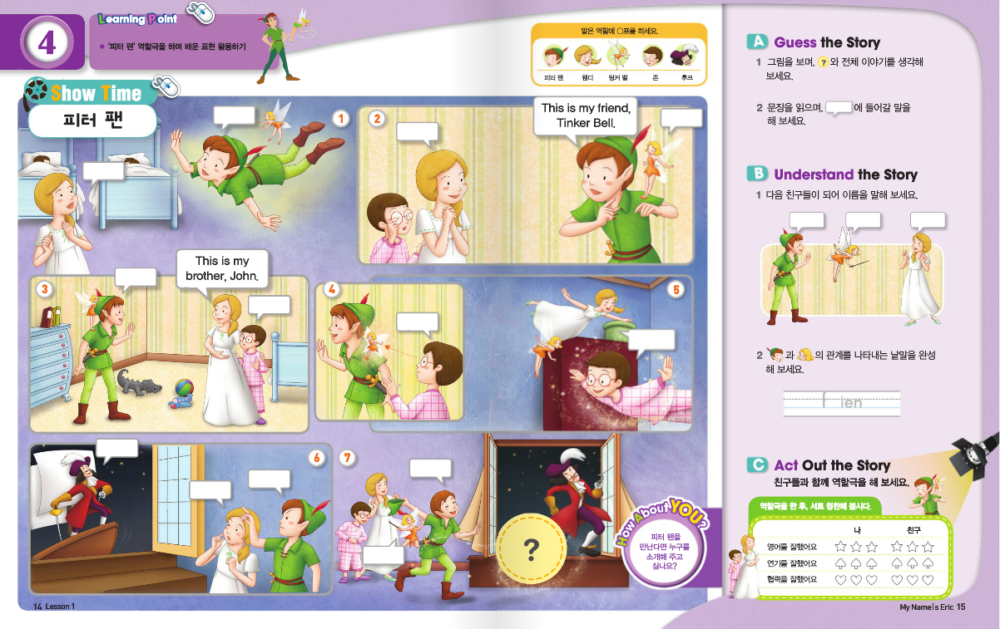 4
Learning Point
● '피터 팬' 역할극을 하며 배운 표현 활용하기
맡은 역할에 ○표를 하세요.
피터 팬 웬디 팅커 벨 존 후크
Show Time
피터 팬
1
2
This is my friend,
Tinker Bell.
3
This is my
brother, John.
4
5
6
7
?
How About YOU?
피터 팬을
만난다면 누구를
소개해 주고
싶나요?
14 Lesson 1
A Guess the Story
1 그림을 보며, ? 와 전체 이야기를 생각해
보세요.
2 문장을 읽으며, 에 들어갈 말을
해 보세요.
B Understand the Story
1 다음 친구들이 되어 이름을 말해 보세요.
2 과 의 관계를 나타내는 낱말을 완성
해 보세요.
f ien
C Act Out the Story
친구들과 함께 역할극을 해 보세요.
역할극을 한 후, 서로 칭찬해 봅시다.
나 친구
영어를 잘했어요
연기를 잘했어요
협력을 잘했어요
My Name Is Eric 15